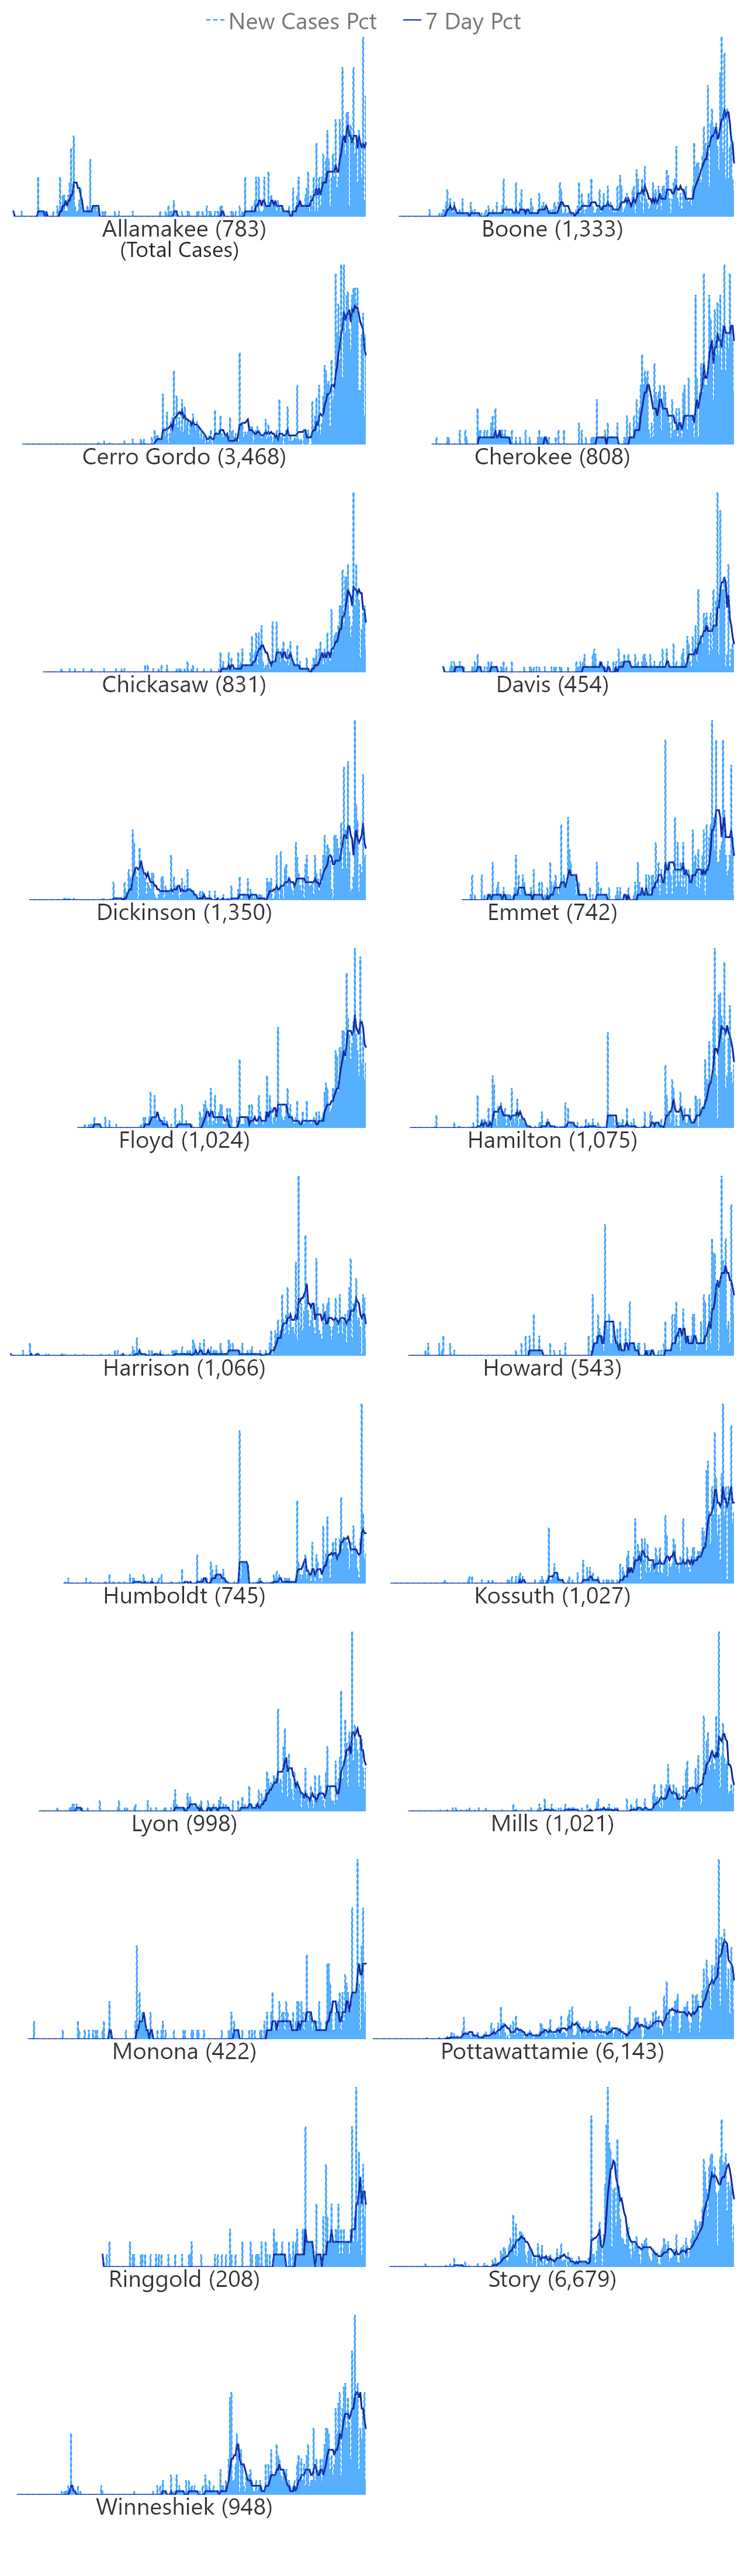 New Cases Pct 7 Day Pct
Allamakee (783) Boone (1,333)
(Total Cases)
Cerro Gordo (3,468) Cherokee (808)
Chickasaw (831) Davis (454)
Dickinson (1,350) Emmet (742)
Floyd (1,024) Hamilton (1,075)
Harrison (1,066) Howard (543)
Humboldt (745) Kossuth (1,027)
Lyon (998) Mills (1,021)
Monona (422) Pottawattamie (6,143)
Ringgold (208) Story (6,679)
Winneshiek (948)